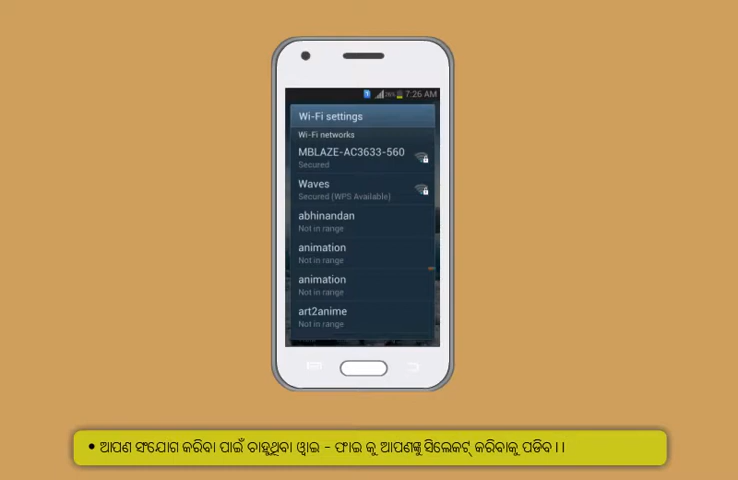 26% 7:26 AM
Wi-Fi settings
Wi-Fi networks
MBLAZE-AC3633-560
Secured
Waves
Secured (WPS Available)
abhinandan
Not in range
animation
Not in range
animation
Not in range
art2anime
Not in range
• ଆପଣ ସଂଯୋଗ କରିବା ପାଇଁ ଚାହୁଥିବା ଓ୍ଵାଇ - ଫାଇ କୁ ଆପଣଙ୍କୁ ସିଲେକଟ୍ କରିବାକୁ ପଡିବ ।।